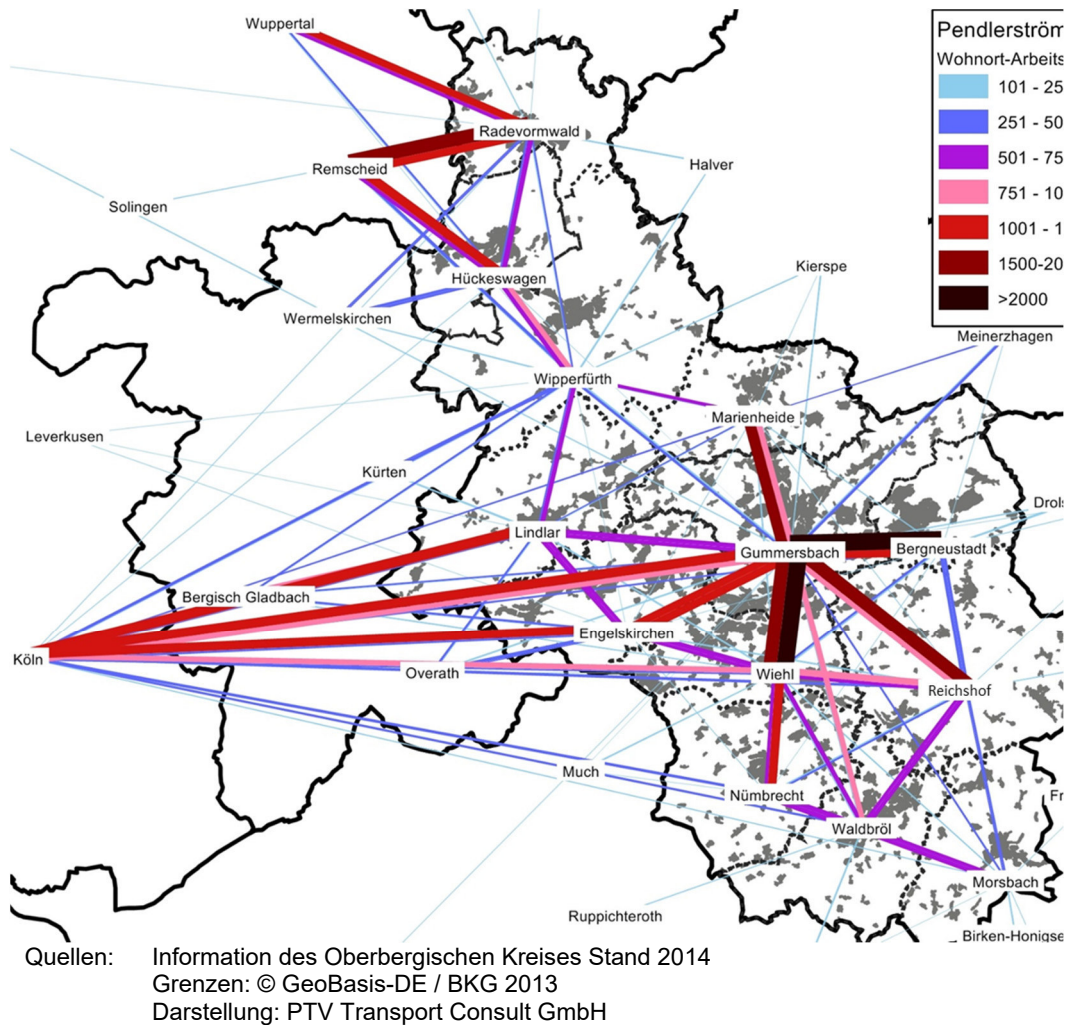 Wuppertal
Pendlerström
Wohnort-Arbeits
101 - 25
251 - 50
501 - 75
751 - 10
1001 - 1
1500-20
>2000
Radevormwald
Remscheid
Halver
Solingen
Kierspe
Hückeswagen
Wermelskirchen
Meinerzhagen
Wipperfürth
Marienheide
Leverkusen
Kürten
Drols
Lindlar
Gummersbach
Bergneustadt
Bergisch Gladbach
Engelskirchen
Köln
Overath
Wiehl
Reichshof
Much
Nümbrecht
Fr
Waldbröl
Morsbach
Ruppichteroth
Birken-Honigse
Quellen: Information des Oberbergischen Kreises Stand 2014
Grenzen: © GeoBasis-DE / BKG 2013
Darstellung: PTV Transport Consult GmbH